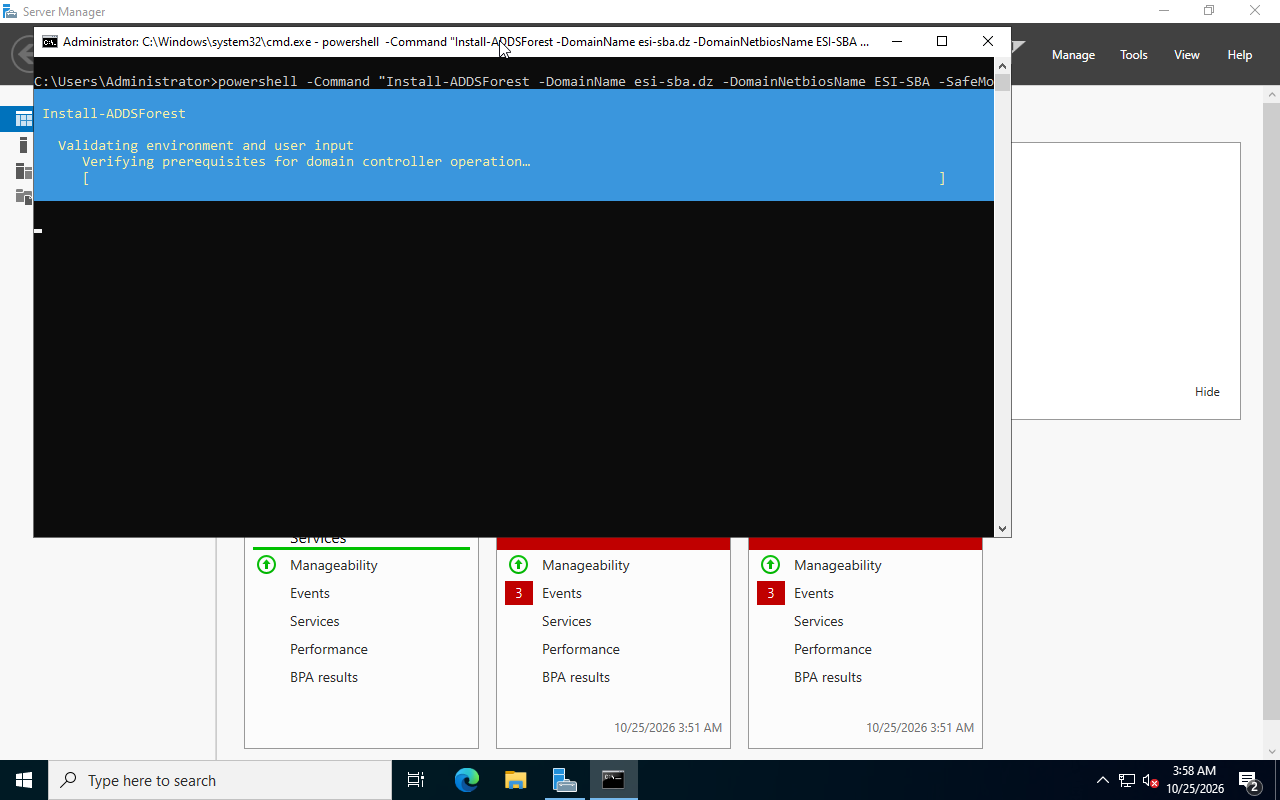 Server Manager
Administrator: C:\Windows\system32\cmd.exe - powershell -Command "Install-ADDSForest -DomainName esi-sba.dz -DomainNetbiosName ESI-SBA ...
Manage Tools View Help
C:\Users\Administrator>powershell -Command "Install-ADDSForest -DomainName esi-sba.dz -DomainNetbiosName ESI-SBA -SafeMo
Install-ADDSForest
Validating environment and user input
Verifying prerequisites for domain controller operation…
[ ]
Hide
Services
Manageability
Events
Services
Performance
BPA results
Manageability
3 Events
Services
Performance
BPA results
10/25/2026 3:51 AM
Manageability
3 Events
Services
Performance
BPA results
10/25/2026 3:51 AM
Type here to search
3:58 AM
10/25/2026
2